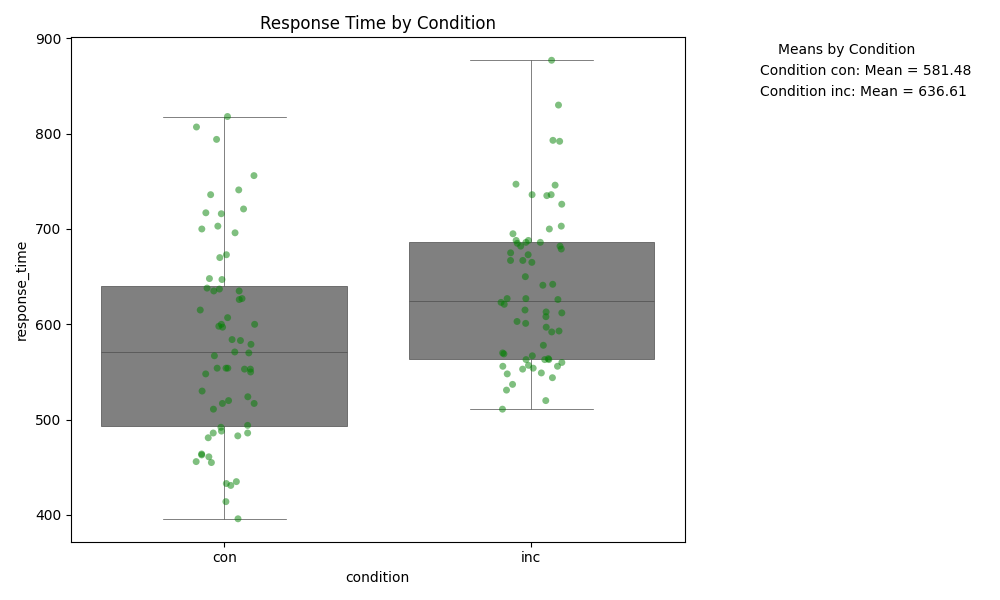 Response Time by Condition
Means by Condition
Condition con: Mean = 581.48
Condition inc: Mean = 636.61
response_time
900
800
700
600
500
400
con inc
condition